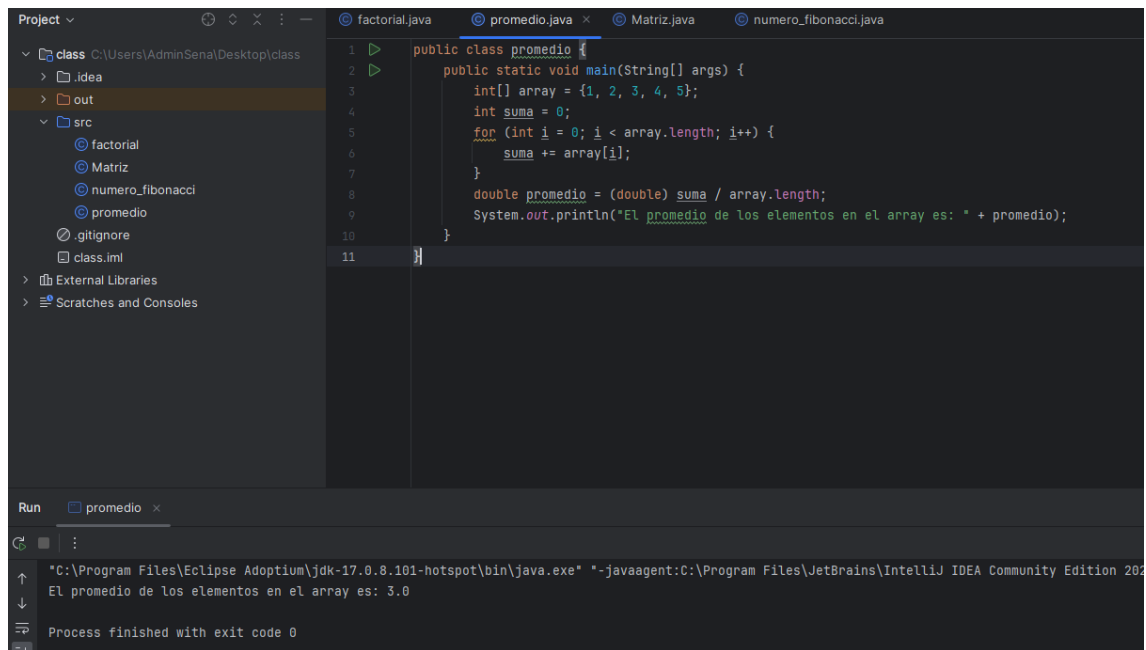 Project
class C:\Users\AdminSena\Desktop\class
.idea
out
src
factorial
Matriz
numero_fibonacci
promedio
.gitignore
class.iml
External Libraries
Scratches and Consoles
factorial.java promedio.java Matriz.java numero_fibonacci.java
1 public class promedio {
2 public static void main(String[] args) {
3 int[] array = {1, 2, 3, 4, 5};
4 int suma = 0;
5 for (int i = 0; i < array.length; i++) {
6 suma += array[i];
7 }
8 double promedio = (double) suma / array.length;
9 System.out.println("El promedio de los elementos en el array es: " + promedio);
10 }
11 }
Run promedio
"C:\Program Files\Eclipse Adoptium\jdk-17.0.8.101-hotspot\bin\java.exe" "-javaagent:C:\Program Files\JetBrains\IntelliJ IDEA Community Edition 202
El promedio de los elementos en el array es: 3.0
Process finished with exit code 0